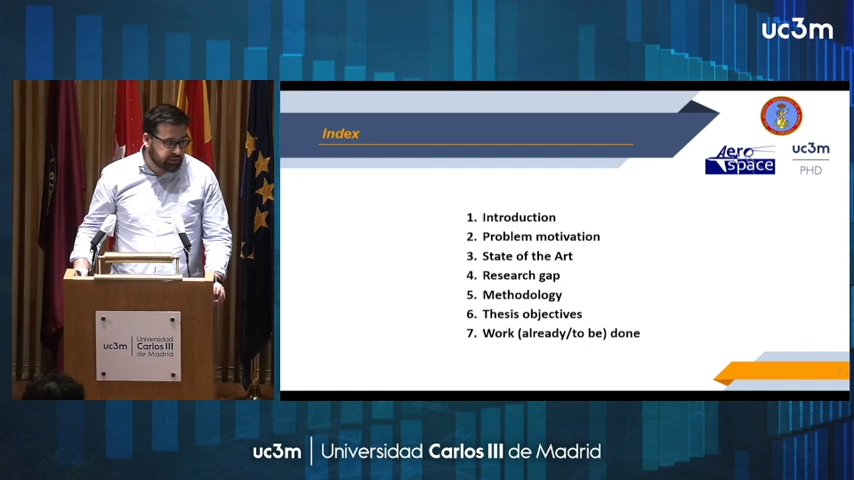 uc3m
Index
Aero
space
uc3m
PHD
1. Introduction
2. Problem motivation
3. State of the Art
4. Research gap
5. Methodology
6. Thesis objectives
7. Work (already/to be) done
uc3m | Universidad
Carlos III
de Madrid
uc3m | Universidad Carlos III de Madrid